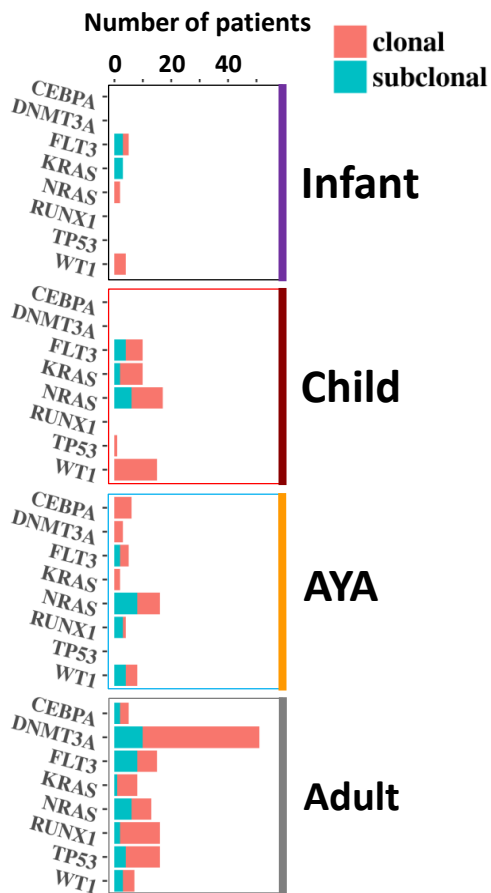 Number of patients
0 20 40
clonal
subclonal
CEBPA
DNMT3A
FLT3
KRAS
NRAS
RUNX1
TP53
WT1
Infant
CEBPA
DNMT3A
FLT3
KRAS
NRAS
RUNX1
TP53
WT1
Child
CEBPA
DNMT3A
FLT3
KRAS
NRAS
RUNX1
TP53
WT1
AYA
CEBPA
DNMT3A
FLT3
KRAS
NRAS
RUNX1
TP53
WT1
Adult